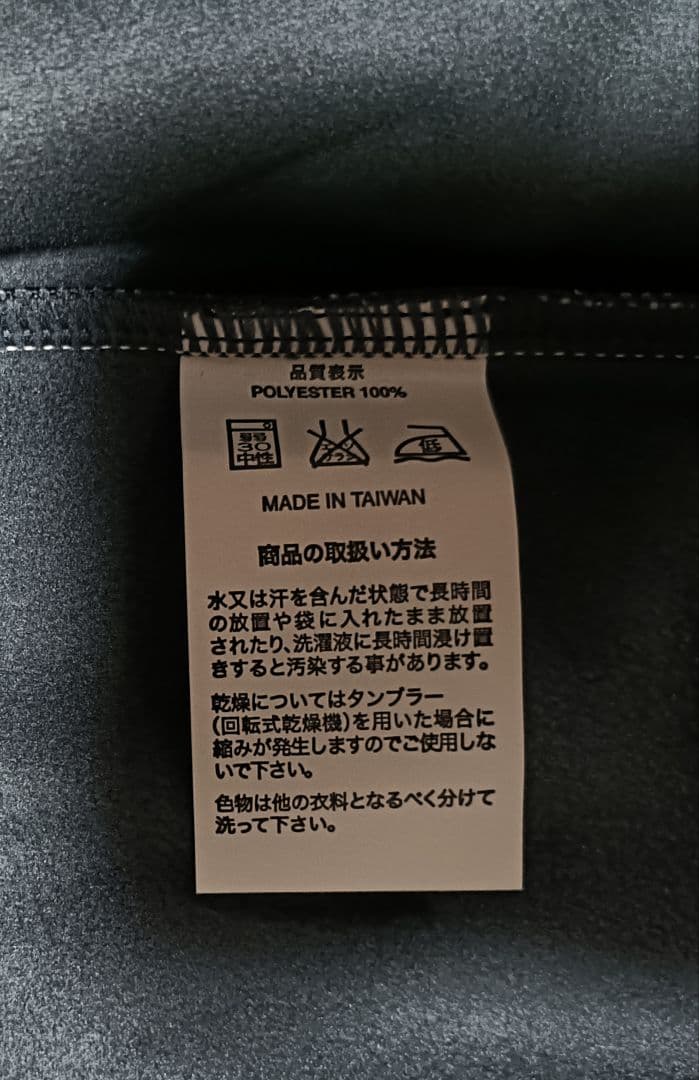 品質表示
POLYESTER 100%
弱
30
中性
エンソサラシ
低
MADE IN TAIWAN
商品の取扱い方法
水又は汗を含んだ状態で長時間
の放置や袋に入れたまま放置
されたり、洗濯液に長時間浸け置
きすると汚染する事があります。
乾燥についてはタンブラー
(回転式乾燥機)を用いた場合に
縮みが発生しますのでご使用しな
いで下さい。
色物は他の衣料となるべく分けて
洗って下さい。